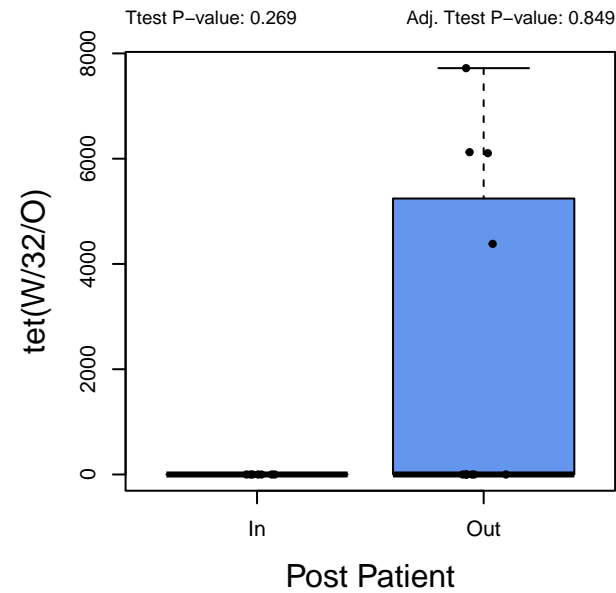 Ttest P−value: 0.269
Adj. Ttest P−value: 0.849
8000
6000
4000
2000
0
tet(W/32/O)
In
Out
Post Patient